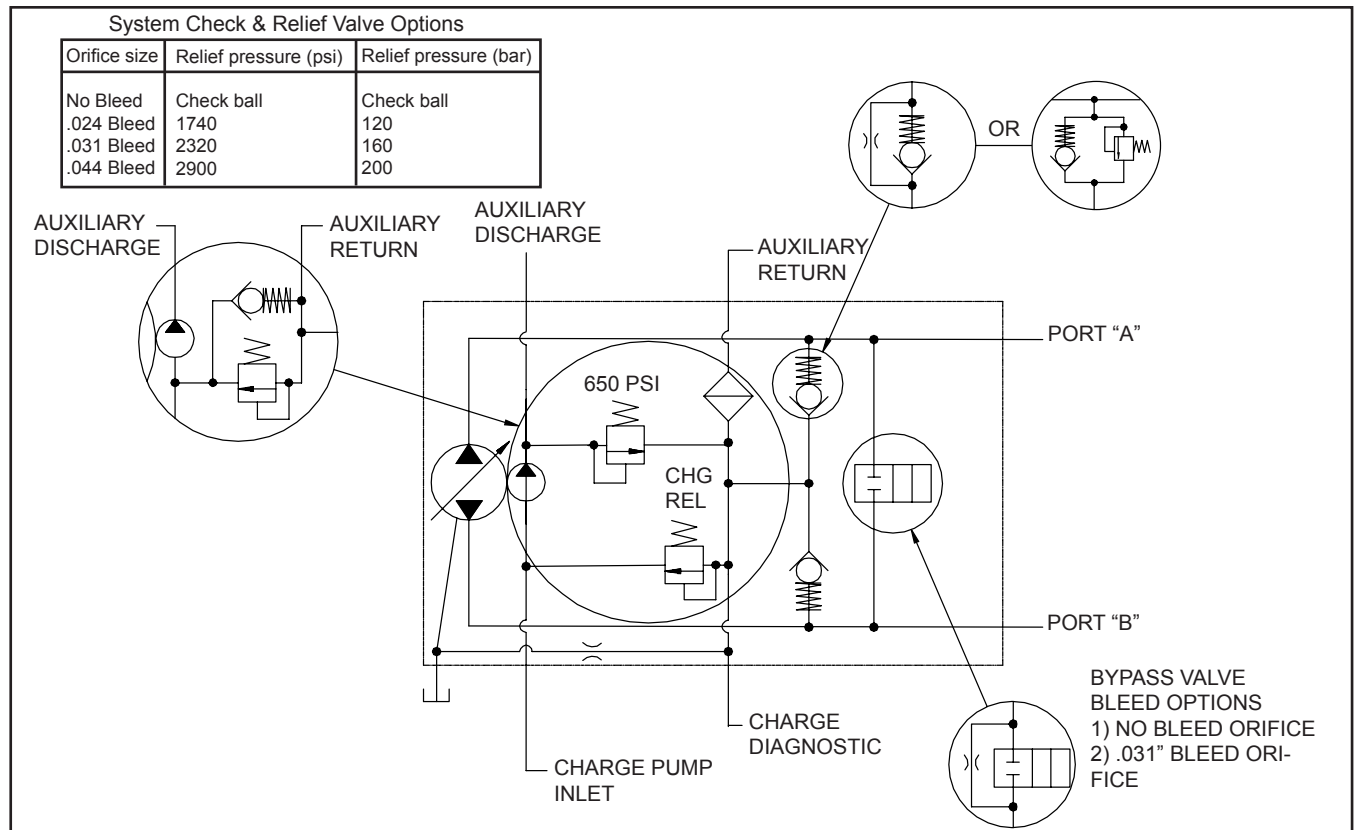 System Check & Relief Valve Options
Orifice size Relief pressure (psi) Relief pressure (bar)
No Bleed Check ball Check ball
.024 Bleed 1740 120
.031 Bleed 2320 160
.044 Bleed 2900 200
OR
AUXILIARY
DISCHARGE
AUXILIARY
RETURN
AUXILIARY
DISCHARGE
AUXILIARY
RETURN
PORT “A”
650 PSI
CHG
REL
PORT “B”
CHARGE
DIAGNOSTIC
CHARGE PUMP
INLET
BYPASS VALVE
BLEED OPTIONS
1) NO BLEED ORIFICE
2) .031” BLEED ORI-
FICE